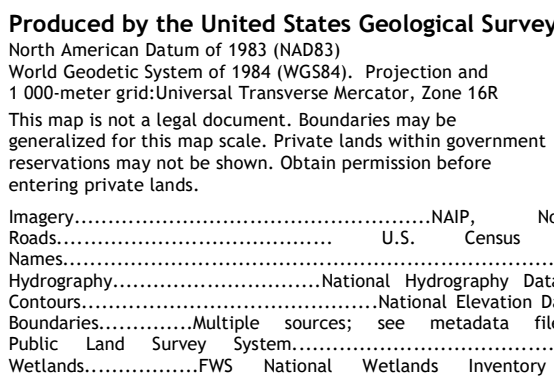 Produced by the United States Geological Survey
North American Datum of 1983 (NAD83)
World Geodetic System of 1984 (WGS84). Projection and
1 000-meter grid:Universal Transverse Mercator, Zone 16R
This map is not a legal document. Boundaries may be
generalized for this map scale. Private lands within government
reservations may not be shown. Obtain permission before
entering private lands.
Imagery.....................................................NAIP,
Roads......................................... U.S. Census
Names......................................................................
Hydrography...............................National Hydrography
Contours............................................National Elevation
Boundaries..............Multiple sources; see metadata
Public Land Survey System.......................................
Wetlands.................FWS National Wetlands Inventory